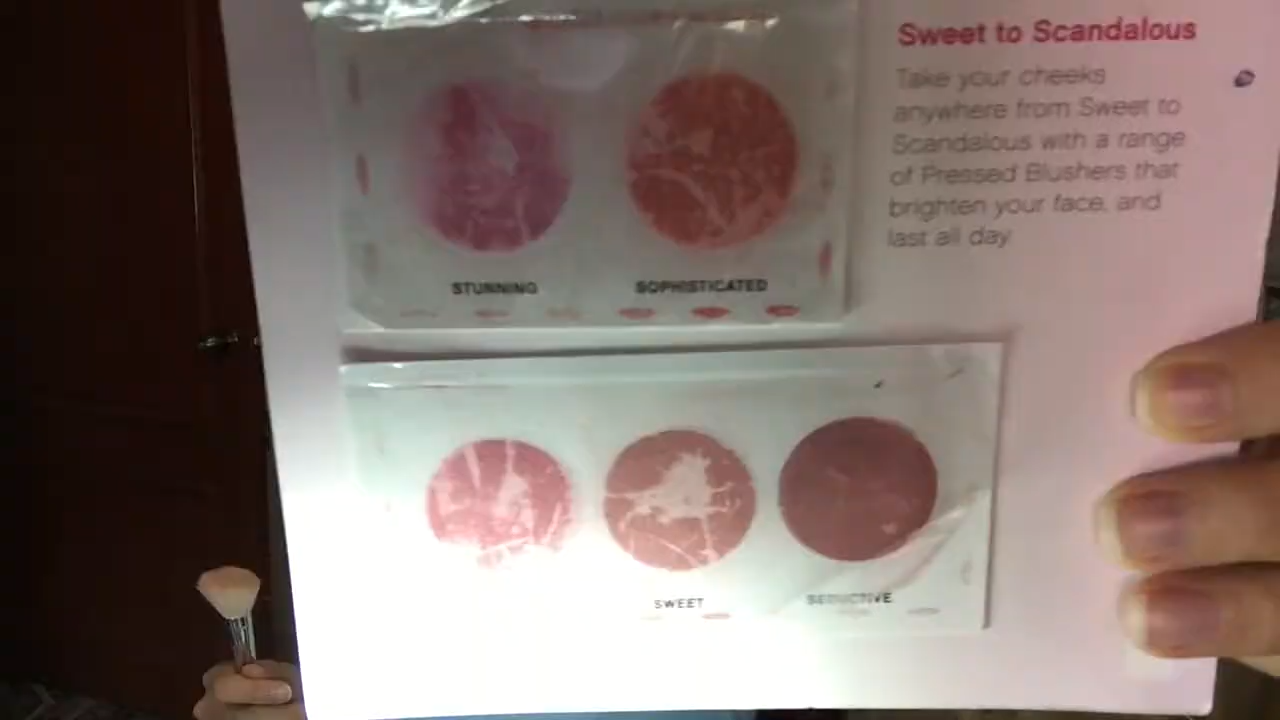 Sweet to Scandalous
Take your cheeks
anywhere from Sweet to
Scandalous with a range
of Pressed Blushers that
brighten your face, and
last all day
STUNNING
SOPHISTICATED
SWEET
SEDUCTIVE